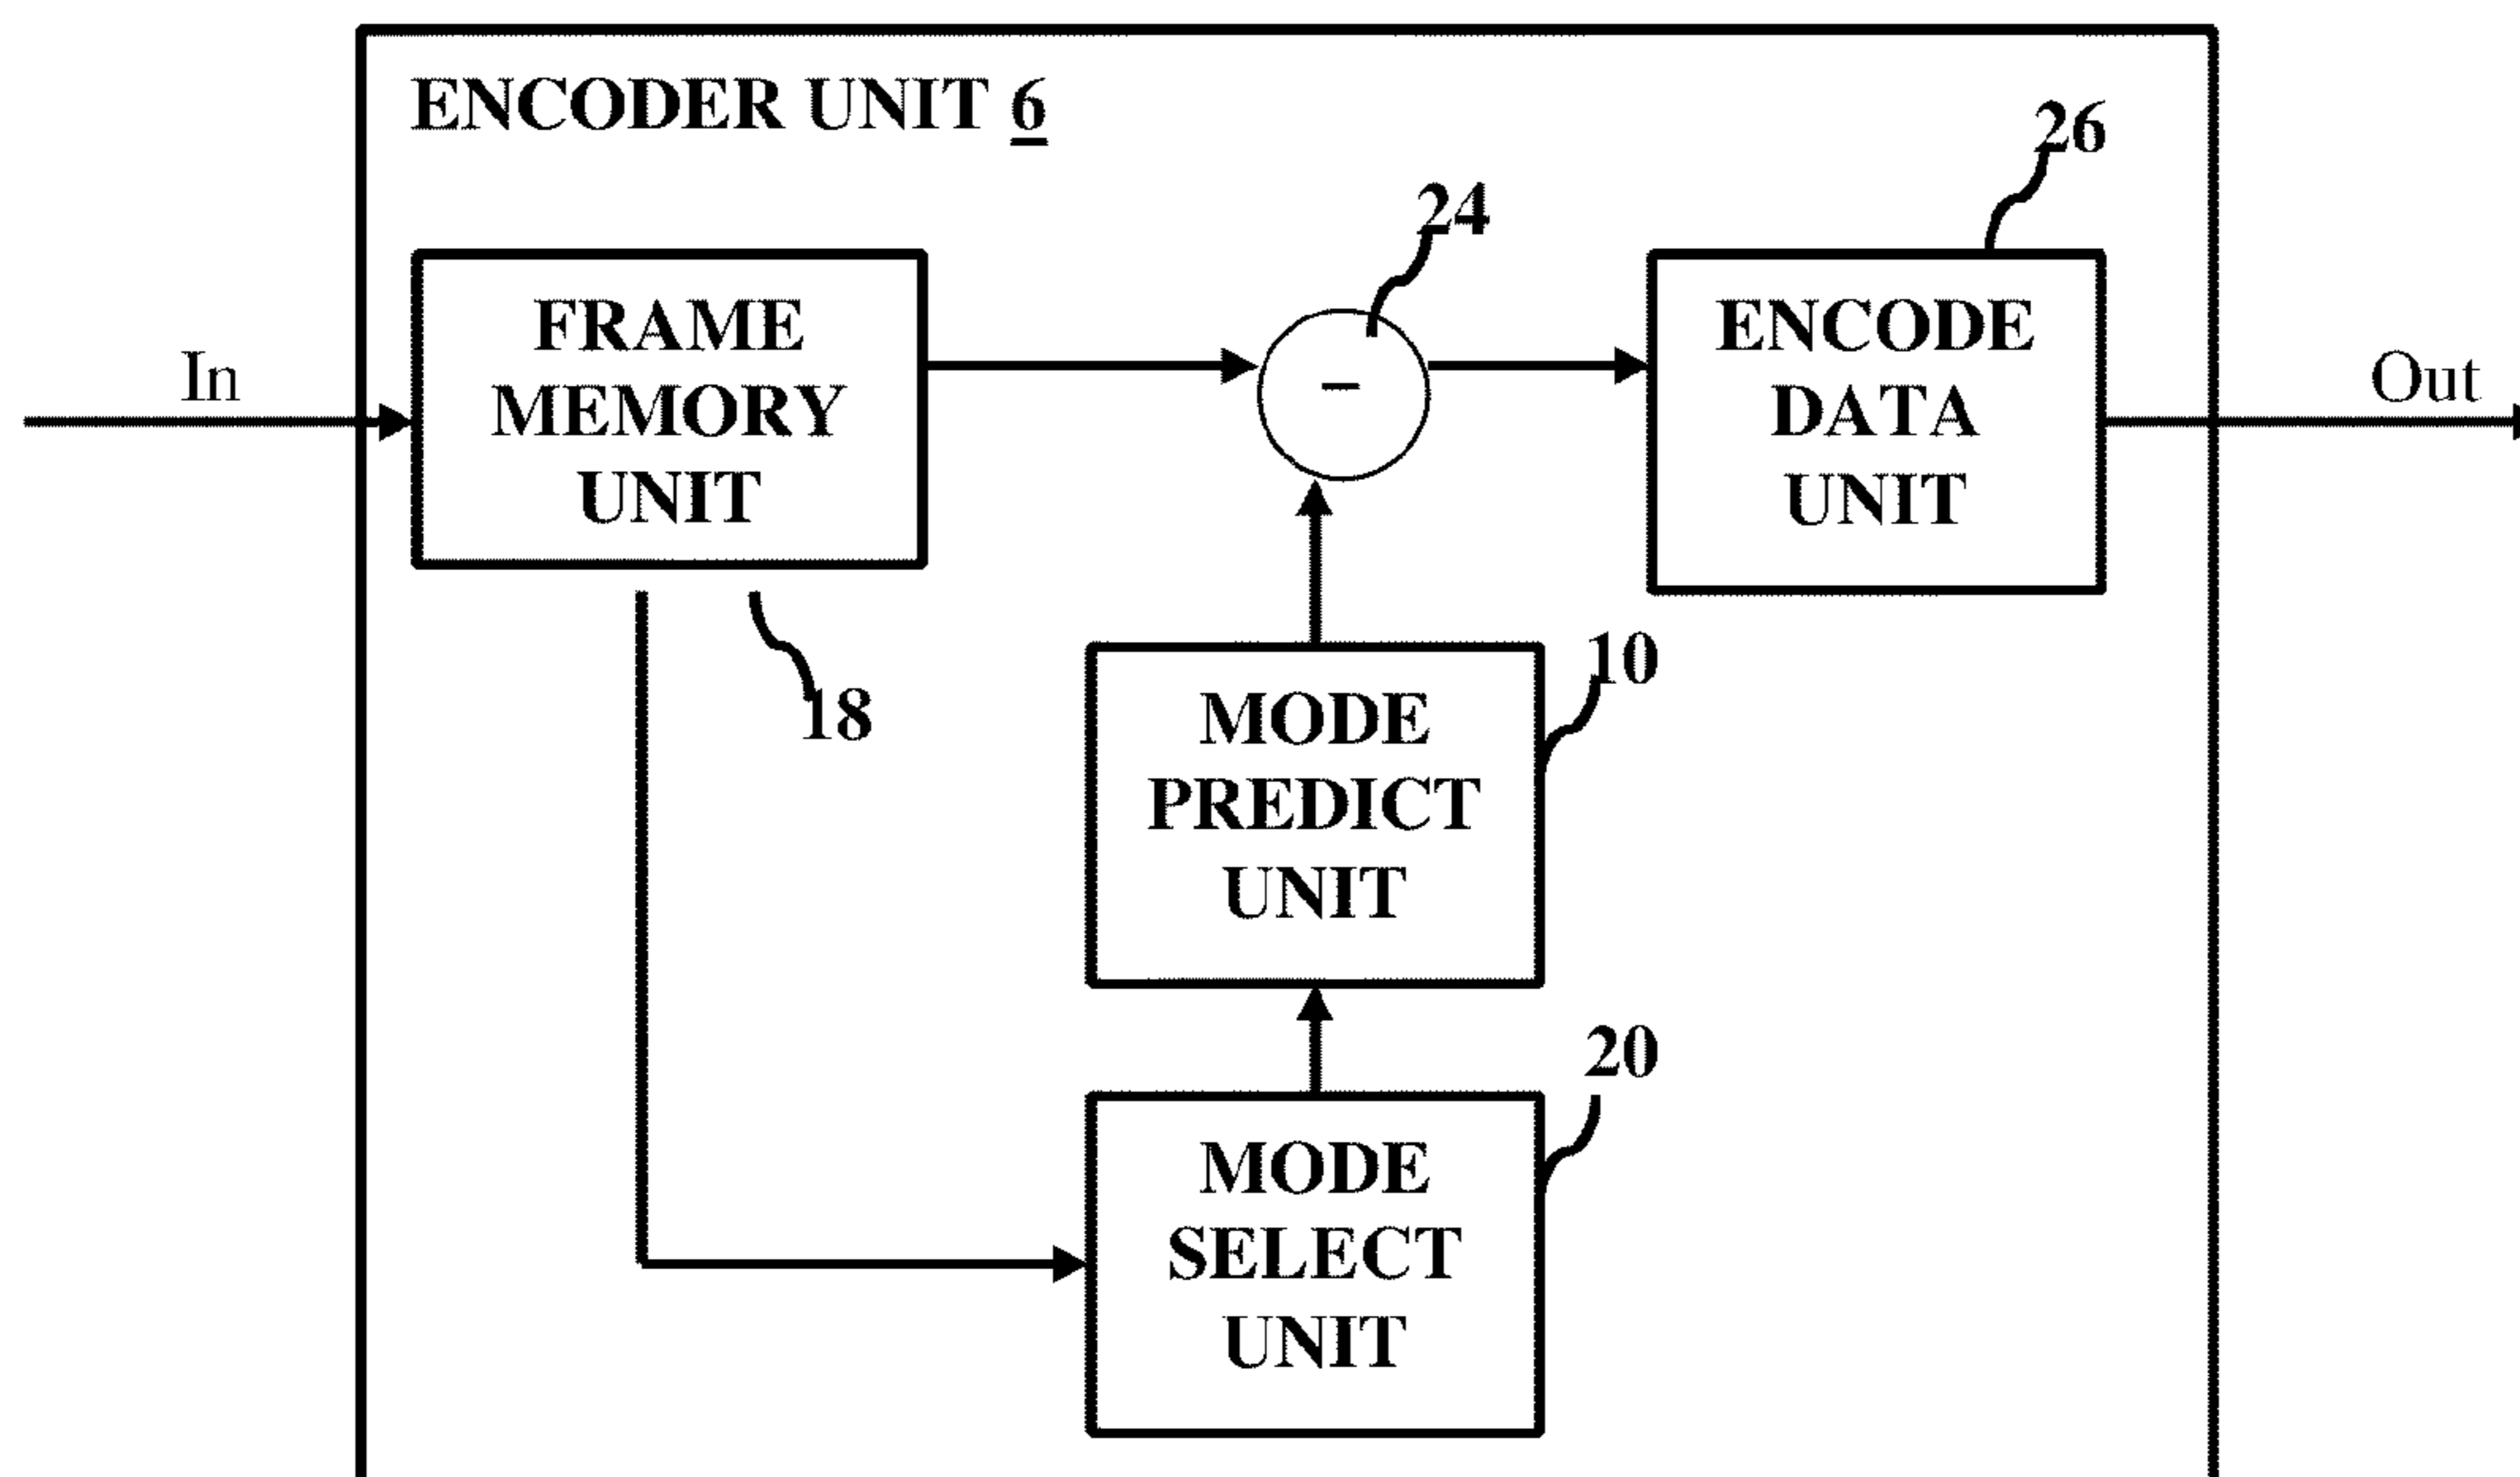 ENCODER UNIT 6
26
24
FRAME
MEMORY
UNIT
ENCODE
DATA
UNIT
In
Out
-
18
10
MODE
PREDICT
UNIT
20
MODE
SELECT
UNIT